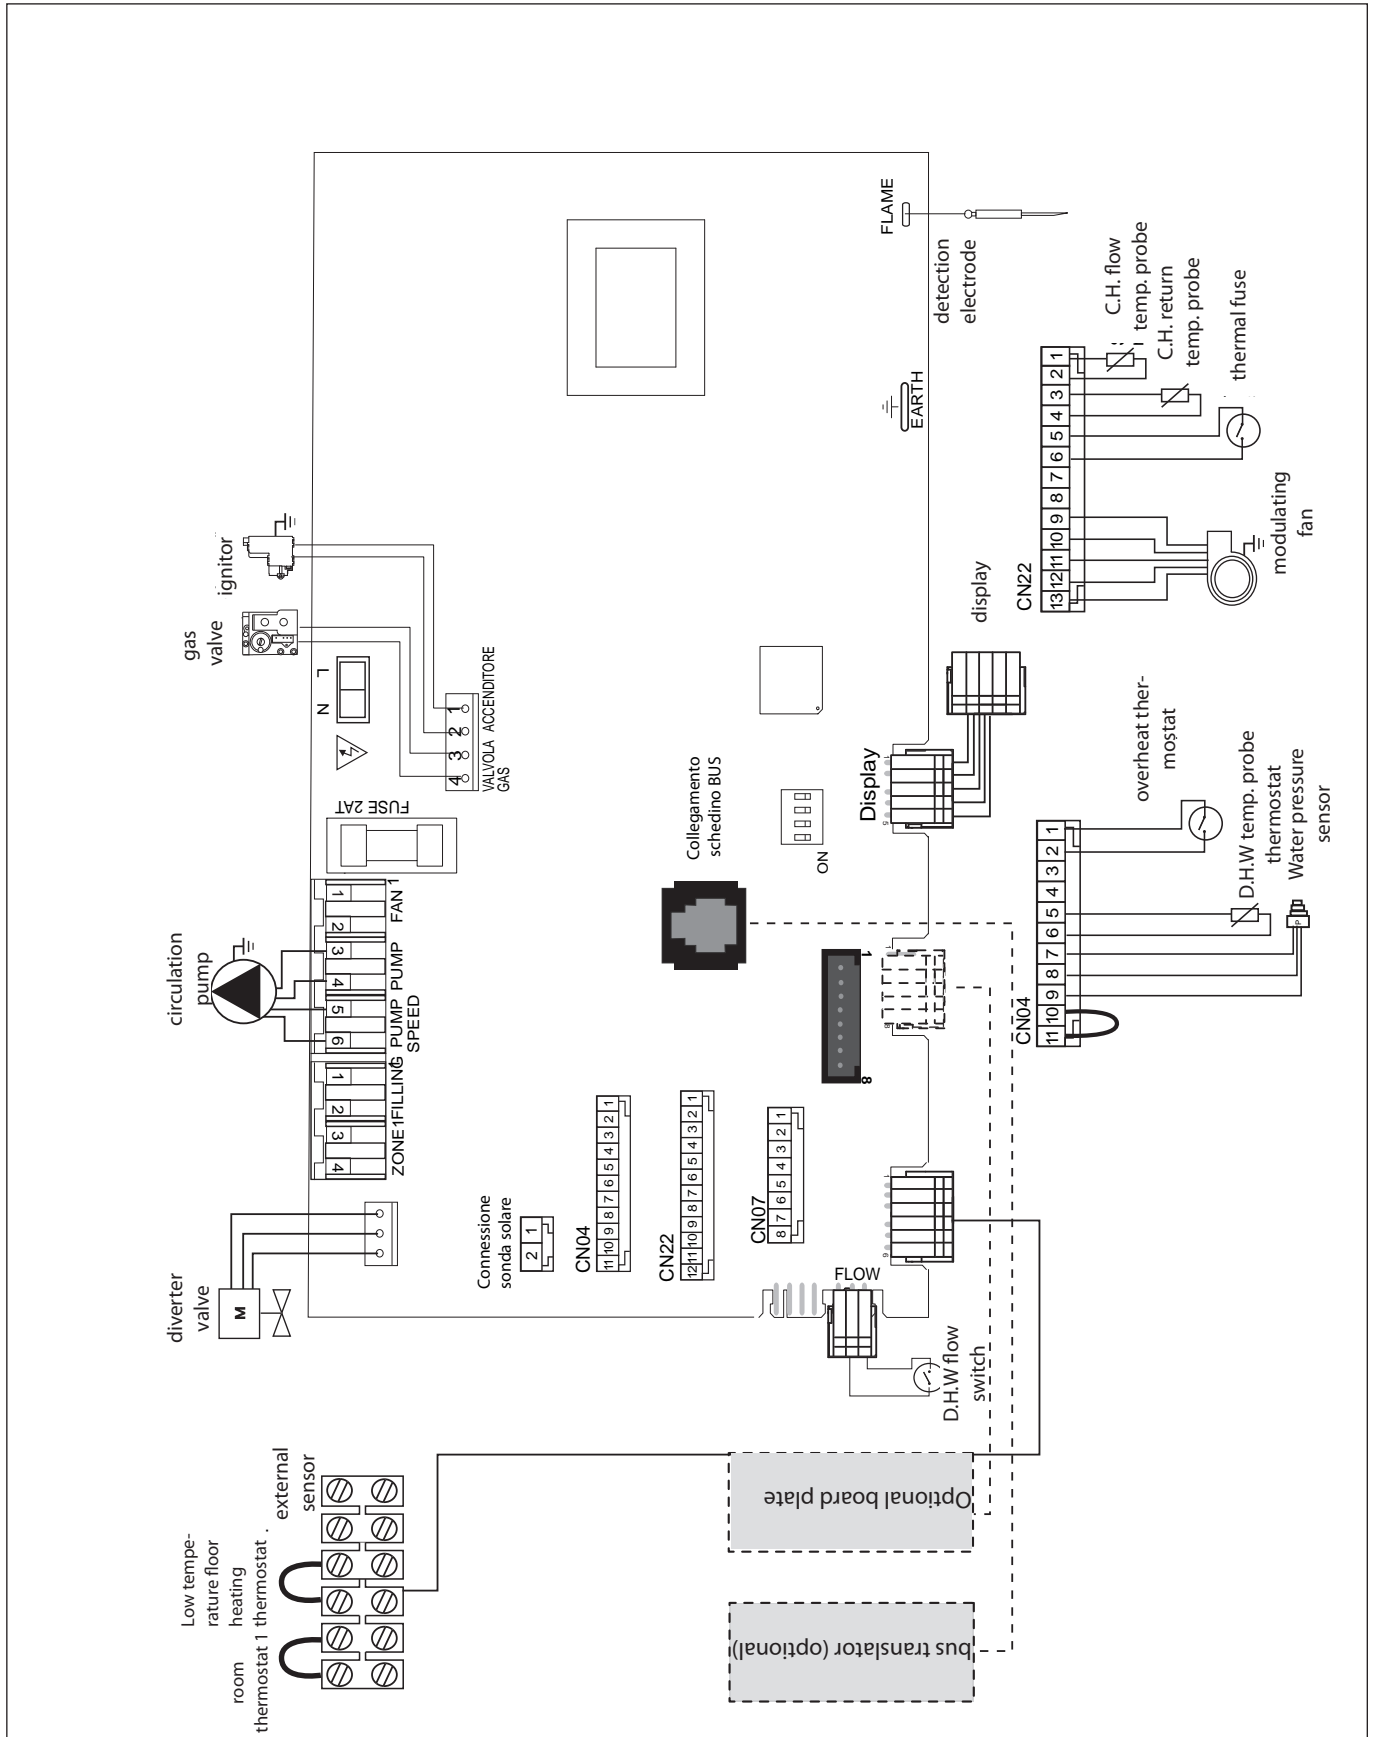 FLAME
detection
electrode
C.H. flow
temp. probe
C.H. return
temp. probe
thermal fuse
EARTH
1
2
3
4
5
6
7
8
9
10
11
12
13
CN22
modulating
fan
ignitor
gas
valve
L
N
1
2
3
4
VALVOLA ACCENDITORE
GAS
FUSE 2AT
display
Display
Collegamento
schedino BUS
ON
overheat ther-
mostat
D.H.W temp. probe
thermostat
Water pressure
sensor
1
2
3
4
5
6
7
8
9
10
11
CN04
P
circulation
pump
1
2
3
4
5
6
1
FAN
PUMP
PUMP
SPEED
1
2
3
4
1
FILLING
ZONE1
1
8
diverter
valve
M
Connessione
sonda solare
1
2
CN04
1
2
3
4
5
6
7
8
9
10
11
CN22
1
2
3
4
5
6
7
8
9
10
11
12
CN07
1
2
3
4
5
6
7
8
FLOW
D.H.W flow
switch
external
sensor
Low tempe-
rature floor
heating
thermostat .
room
thermostat 1
Optional board plate
bus translator (optional)